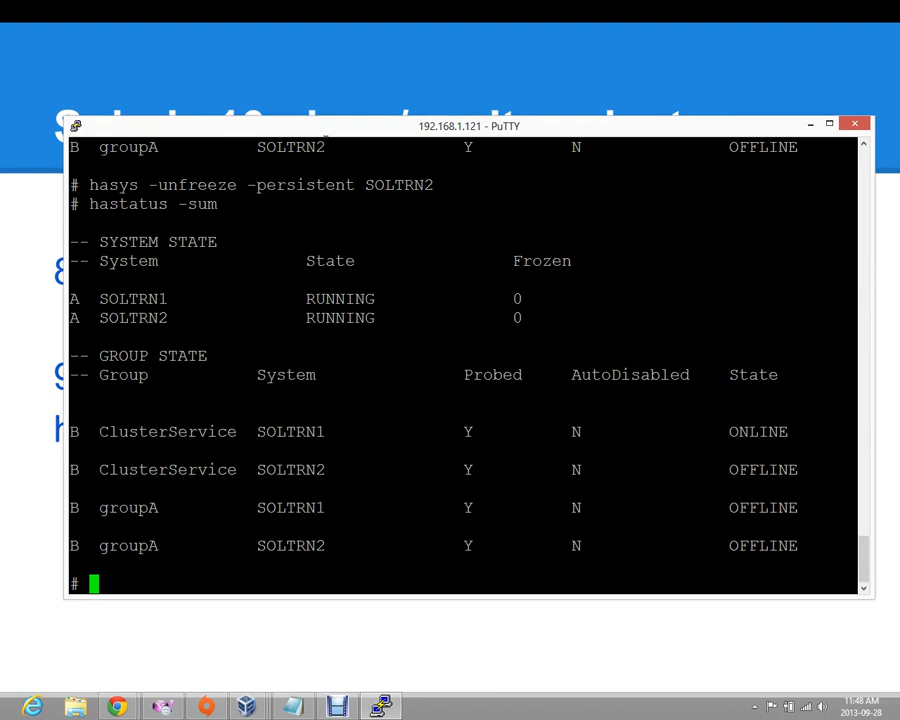 192.168.1.121 - PuTTY
B groupA SOLTRN2 Y N OFFLINE
# hasys -unfreeze -persistent SOLTRN2
# hastatus -sum
-- SYSTEM STATE
-- System State Frozen
A SOLTRN1 RUNNING 0
A SOLTRN2 RUNNING 0
-- GROUP STATE
-- Group System Probed AutoDisabled State
B ClusterService SOLTRN1 Y N ONLINE
B ClusterService SOLTRN2 Y N OFFLINE
B groupA SOLTRN1 Y N OFFLINE
B groupA SOLTRN2 Y N OFFLINE
#
11:48 AM
2013-09-28